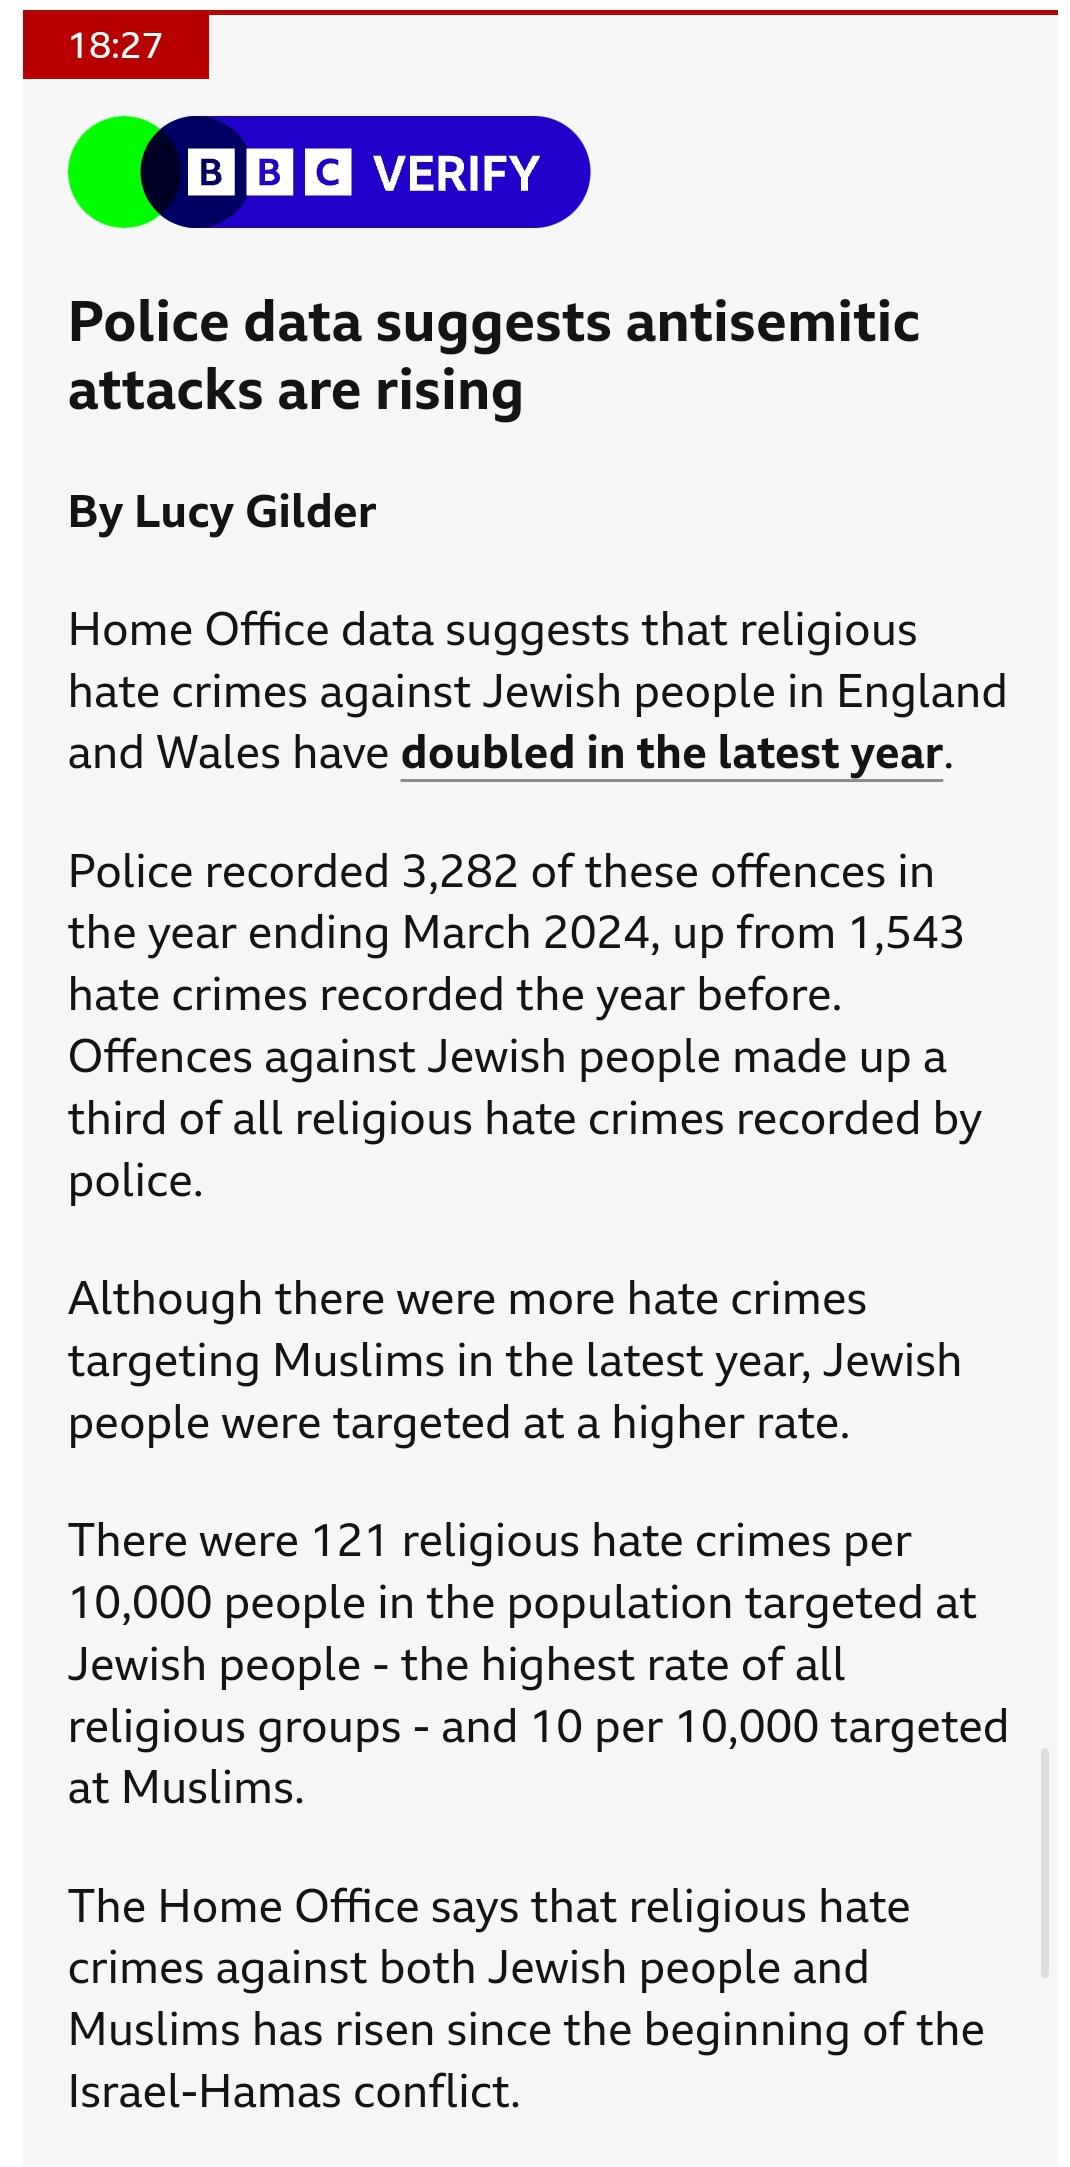 18:27
BBC VERIFY
Police data suggests antisemitic
attacks are rising
By Lucy Gilder
Home Office data suggests that religious
hate crimes against Jewish people in England
and Wales have doubled in the latest year.
Police recorded 3,282 of these offences in
the year ending March 2024, up from 1,543
hate crimes recorded the year before.
Offences against Jewish people made up a
third of all religious hate crimes recorded by
police.
Although there were more hate crimes
targeting Muslims in the latest year, Jewish
people were targeted at a higher rate.
There were 121 religious hate crimes per
10,000 people in the population targeted at
Jewish people - the highest rate of all
religious groups - and 10 per 10,000 targeted
at Muslims.
The Home Office says that religious hate
crimes against both Jewish people and
Muslims has risen since the beginning of the
Israel-Hamas conflict.